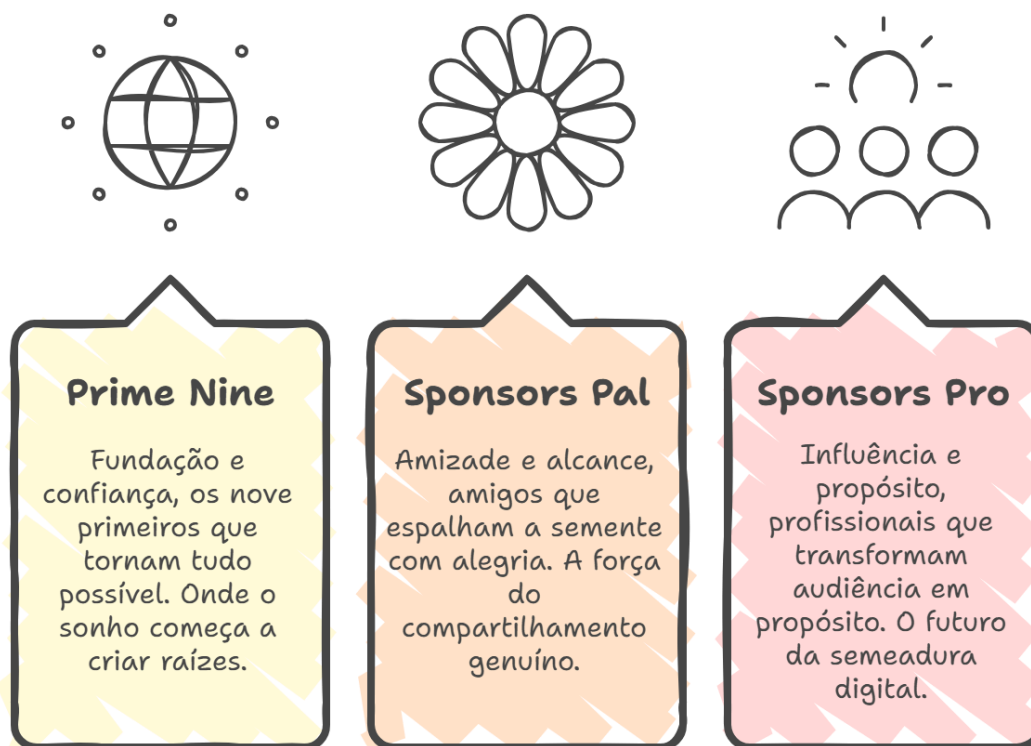 Prime Nine
Fundação e
confiança, os nove
primeiros que
tornam tudo
possível. Onde o
sonho começa a
criar raízes.
Sponsors Pal
Amizade e alcance,
amigos que
espalham a semente
com alegria. A força
do
compartilhamento
genuíno.
Sponsors Pro
Influência e
propósito,
profissionais que
transformam
audiência em
propósito. O futuro
da semeadura
digital.